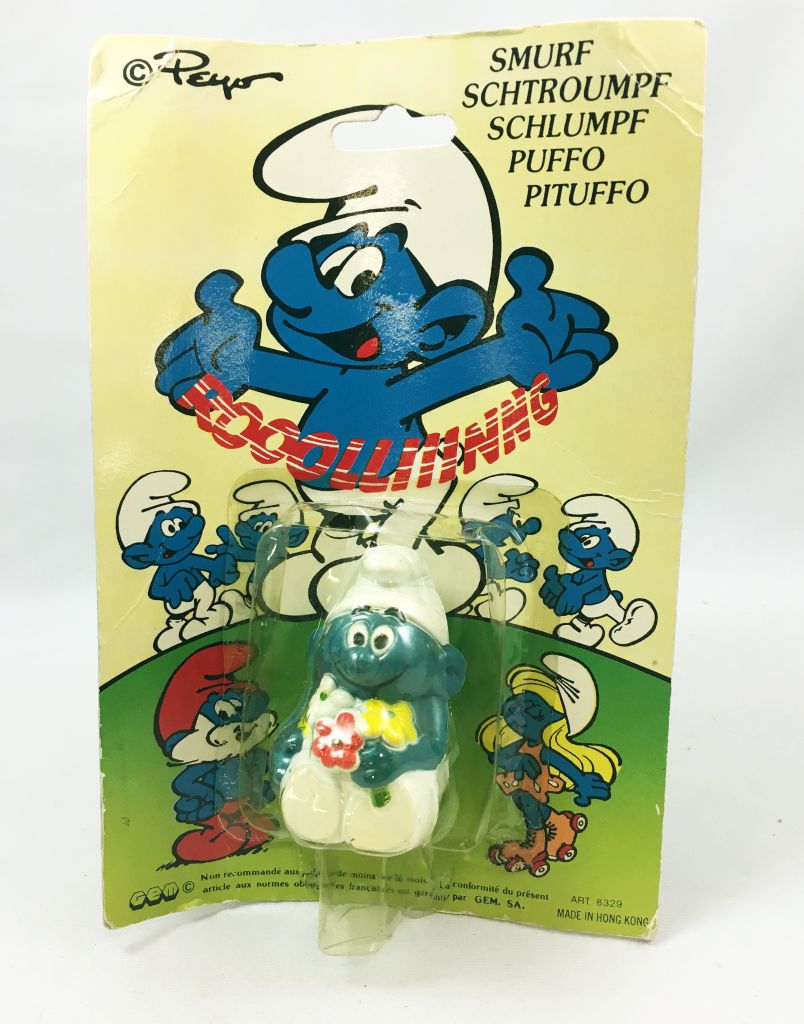 © Peyo
SMURF
SCHTROUMPF
SCHLUMPF
PUFFO
PITUFFO
ROOOLLIIINNG
Non recommandé aux de moins de 36 mois. La conformité du présent
GEM © article aux normes françaises est garantie par GEM. SA.
ART 8329
MADE IN HONG KONG